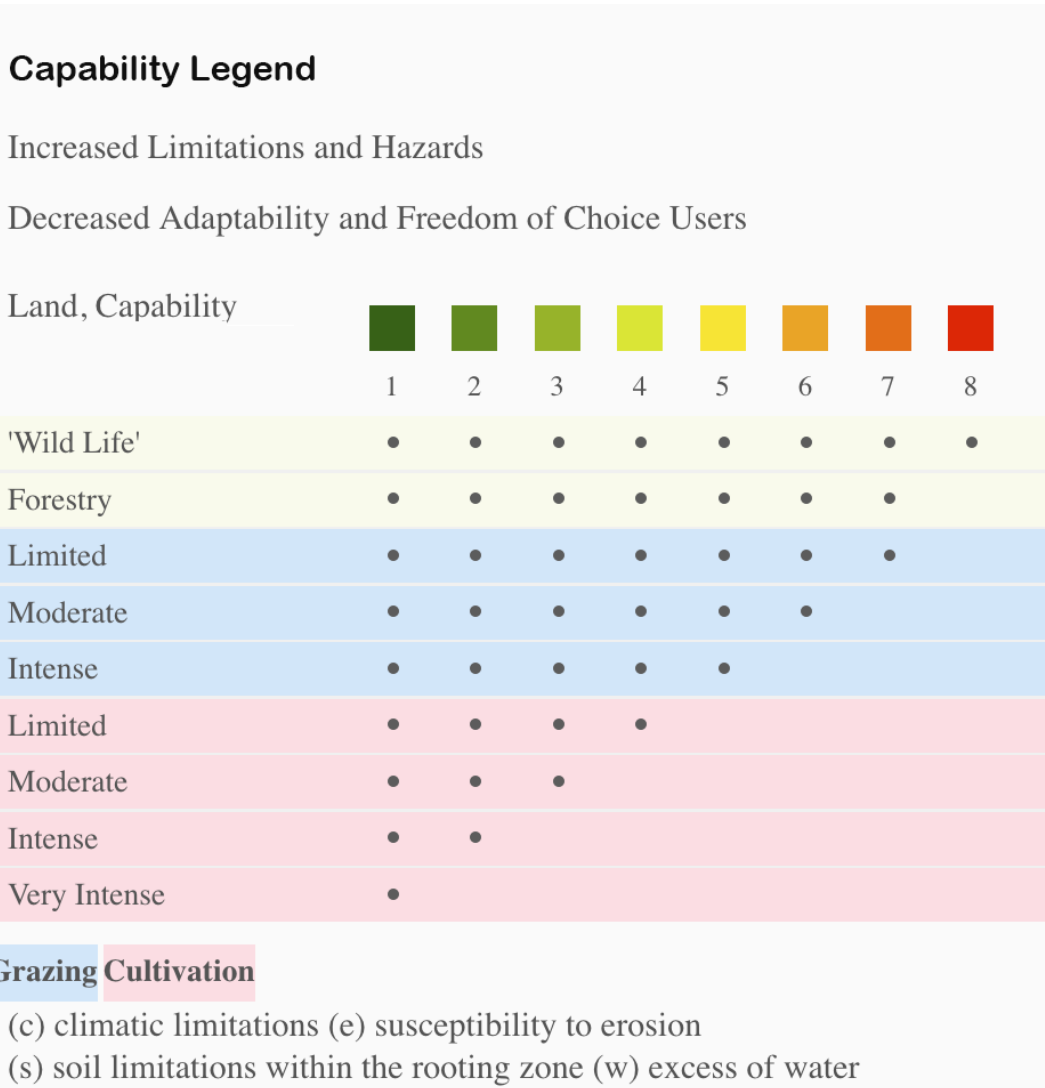 Capability Legend
Increased Limitations and Hazards
Decreased Adaptability and Freedom of Choice Users
Land, Capability
1 2 3 4 5 6 7 8
'Wild Life' • • • • • • • •
Forestry • • • • • • •
Limited • • • • • • •
Moderate • • • • • •
Intense • • • • •
Limited • • • •
Moderate • • •
Intense • •
Very Intense •
Grazing Cultivation
(c) climatic limitations (e) susceptibility to erosion
(s) soil limitations within the rooting zone (w) excess of water